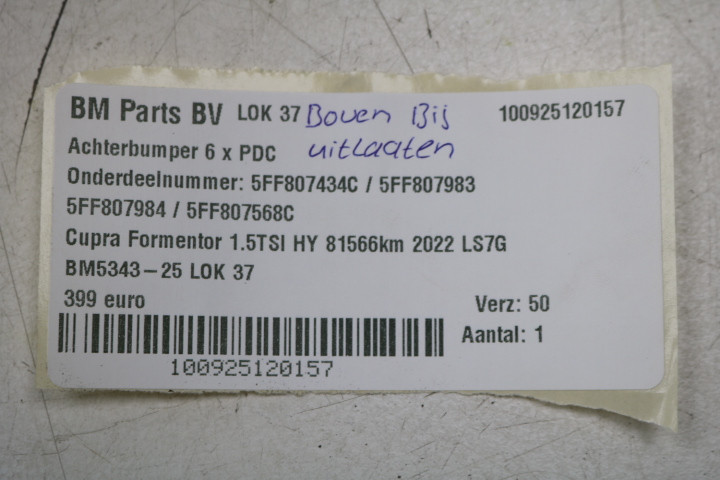 BM Parts BV LOK 37 Boven Bij 100925120157
Achterbumper 6 x PDC uitlaaten
Onderdeelnummer: 5FF807434C / 5FF807983
5FF807984 / 5FF807568C
Cupra Formentor 1.5TSI HY 81566km 2022 LS7G
BM5343-25 LOK 37
399 euro Verz: 50
Aantal: 1
100925120157